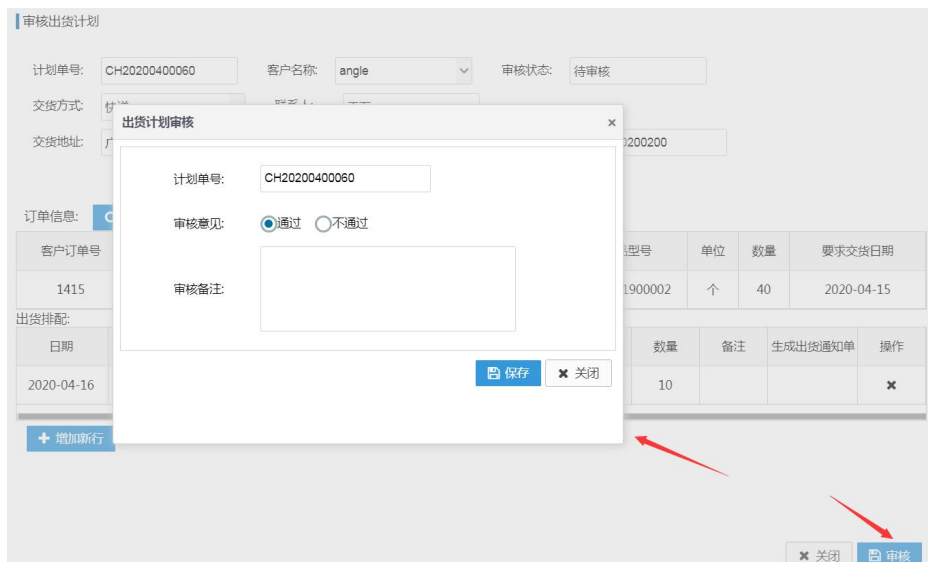 审核出货计划
计划单号: CH20200400060 客户名称: angle 审核状态: 待审核
交货方式:
交货地址: 0200200
出货计划审核 ×
计划单号: CH20200400060
审核意见: 通过 不通过
审核备注:
保存 关闭
订单信息:
客户订单号 型号 单位 数量 要求交货日期
1415 1900002 个 40 2020-04-15
出货排配:
日期 数量 备注 生成出货通知单 操作
2020-04-16 10
增加新行
关闭 审核